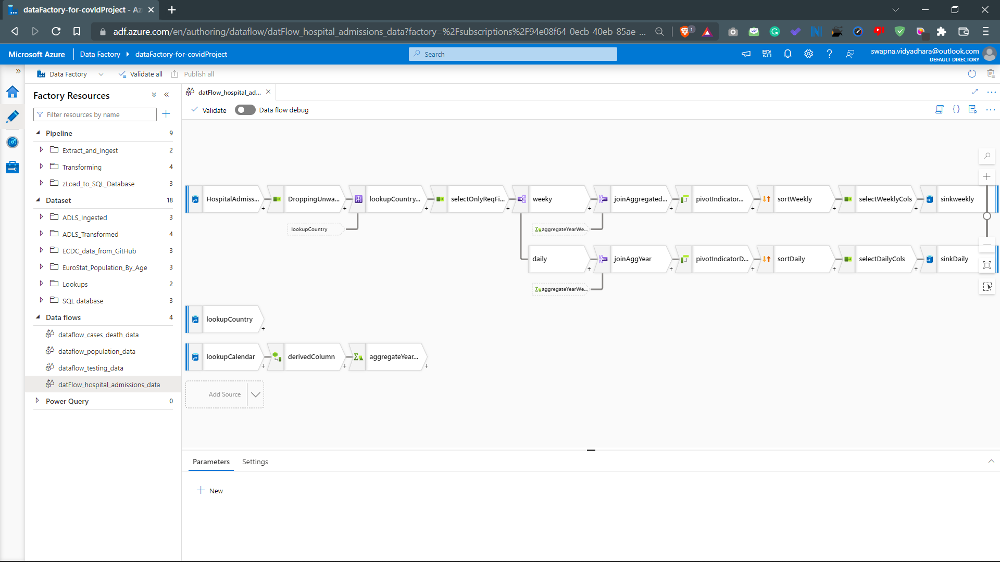 dataFactory-for-covidProject - Az
adf.azure.com/en/authoring/dataflow/datFlow_hospital_admissions_data?factory=%2Fsubscriptions%2F94e08f64-0ecb-40eb-85ae-...
1
Microsoft Azure
Data Factory
dataFactory-for-covidProject
Search
swapna.vidyadhara@outlook.com
DEFAULT DIRECTORY
Data Factory
Validate all
Publish all
Factory Resources
Filter resources by name
Pipeline 9
Extract_and_Ingest 2
Transforming 4
zLoad_to_SQL_Database 3
Dataset 18
ADLS_Ingested 3
ADLS_Transformed 4
ECDC_data_from_GitHub 3
EuroStat_Population_By_Age 3
Lookups 2
SQL database 3
Data flows 4
dataflow_cases_death_data
dataflow_population_data
dataflow_testing_data
datFlow_hospital_admissions_data
Power Query 0
datFlow_hospital_ad...
Validate
Data flow debug
HospitalAdmiss...
DroppingUnwa...
lookupCountry...
selectOnlyReqFi...
weeky
joinAggregated...
pivotIndicator...
sortWeekly
selectWeeklyCols
sinkweekly
lookupCountry
aggregateYearWe...
daily
joinAggYear
pivotIndicatorD...
sortDaily
selectDailyCols
sinkDaily
aggregateYearWe...
lookupCountry
lookupCalendar
derivedColumn
aggregateYear...
Add Source
Parameters
Settings
New